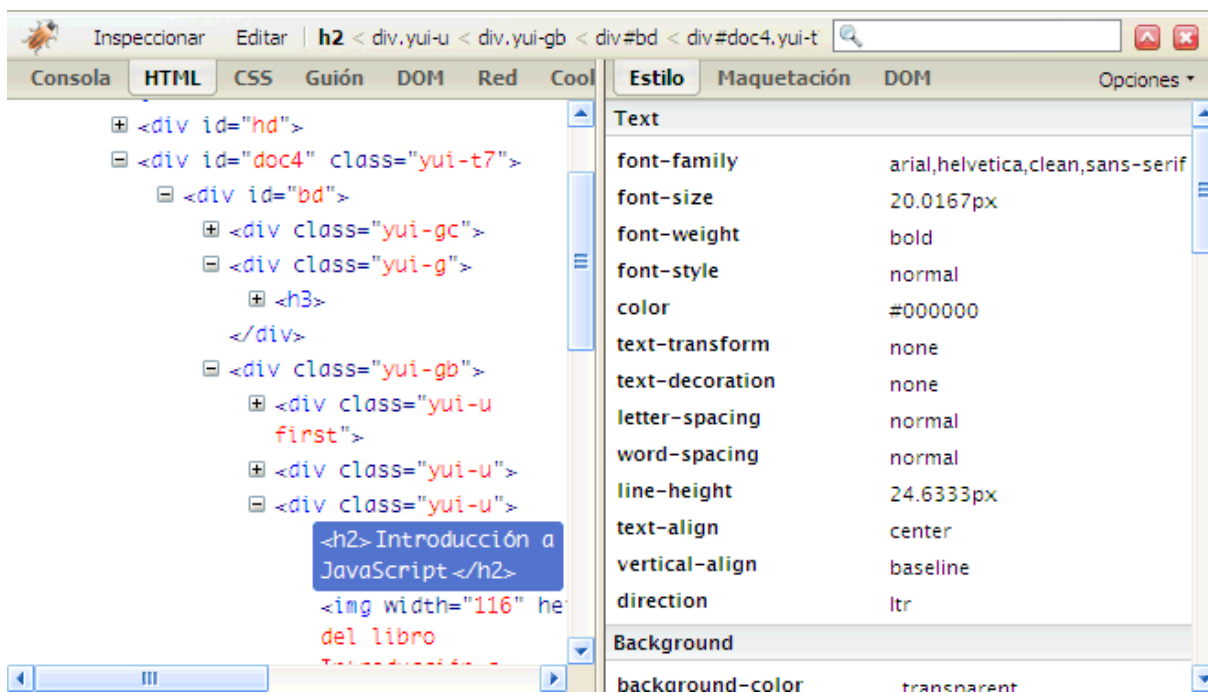 Inspeccionar Editar h2 < div.yui-u < div.yui-gb < div#bd < div#doc4.yui-t
Consola HTML CSS Guión DOM Red Cool
<div id="hd">
<div id="doc4" class="yui-t7">
<div id="bd">
<div class="yui-gc">
<div class="yui-g">
<h3>
</div>
<div class="yui-gb">
<div class="yui-u
first">
<div class="yui-u">
<div class="yui-u">
<h2>Introducción a
JavaScript</h2>
<img width="116" he
del libro
Estilo Maquetación DOM Opciones
Text
font-family arial,helvetica,clean,sans-serif
font-size 20.0167px
font-weight bold
font-style normal
color #000000
text-transform none
text-decoration none
letter-spacing normal
word-spacing normal
line-height 24.6333px
text-align center
vertical-align baseline
direction ltr
Background
background-color transparent